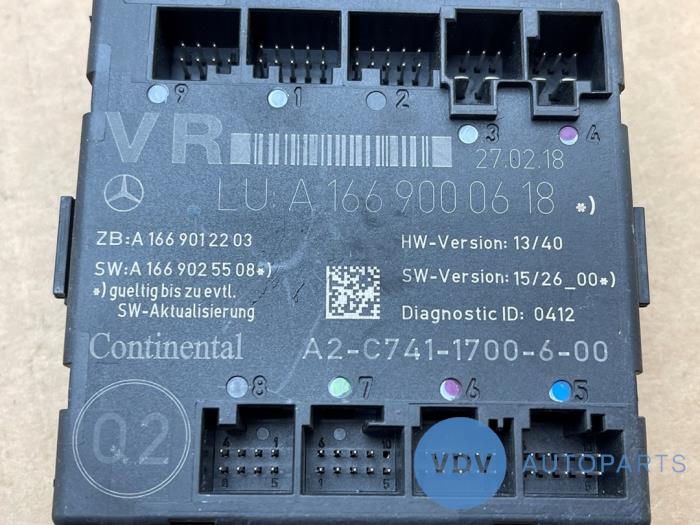 9 1 2 3 4
VR
27.02.18
LU: A 166 900 06 18 *)
ZB:A 166 901 22 03
HW-Version: 13/40
SW:A 166 902 55 08*)
SW-Version: 15/26_00*)
*) gueltig bis zu evtl.
SW-Aktualisierung
Diagnostic ID: 0412
Continental
A2-C741-1700-6-00
8 7 6 5
Q2
VDV AUTOPARTS